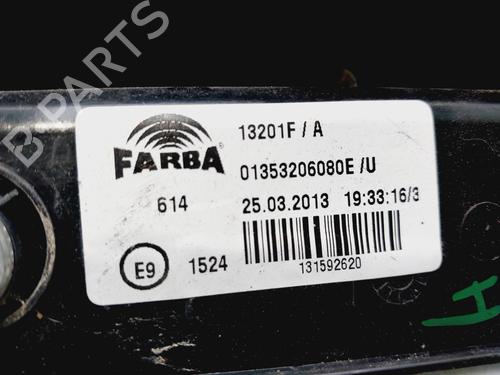 B PARTS
FARBA
13201F / A
01353206080E /U
614 25.03.2013 19:33:16/3
E9 1524 131592620
H